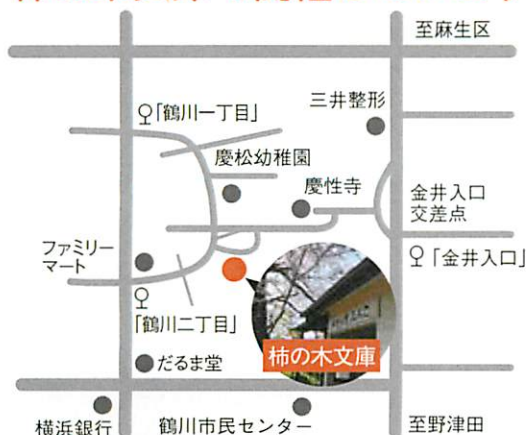 至麻生区
三井整形
「鶴川一丁目」
慶松幼稚園
慶性寺
金井入口
交差点
ファミリー
マート
「金井入口」
「鶴川二丁目」
柿の木文庫
だるま堂
横浜銀行
鶴川市民センター
至野津田